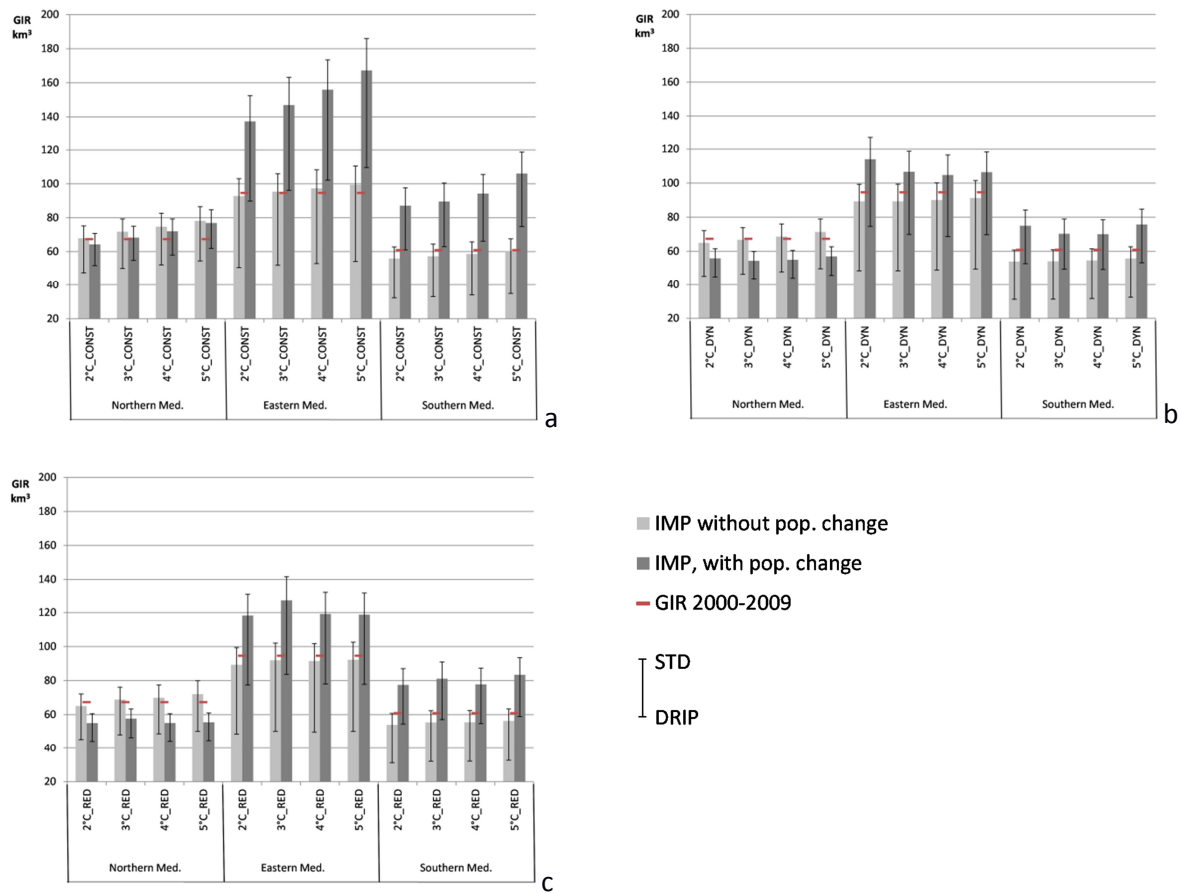 GIR
km³
200
180
160
140
120
100
80
60
40
20
2°C_CONST
3°C_CONST
4°C_CONST
5°C_CONST
2°C_CONST
3°C_CONST
4°C_CONST
5°C_CONST
2°C_CONST
3°C_CONST
4°C_CONST
5°C_CONST
Northern Med.
Eastern Med.
Southern Med.
a
GIR
km³
200
180
160
140
120
100
80
60
40
20
2°C_DYN
3°C_DYN
4°C_DYN
5°C_DYN
2°C_DYN
3°C_DYN
4°C_DYN
5°C_DYN
2°C_DYN
3°C_DYN
4°C_DYN
5°C_DYN
Northern Med.
Eastern Med.
Southern Med.
b
GIR
km³
200
180
160
140
120
100
80
60
40
20
2°C_RED
3°C_RED
4°C_RED
5°C_RED
2°C_RED
3°C_RED
4°C_RED
5°C_RED
2°C_RED
3°C_RED
4°C_RED
5°C_RED
Northern Med.
Eastern Med.
Southern Med.
c
IMP without pop. change
IMP, with pop. change
GIR 2000-2009
STD
DRIP